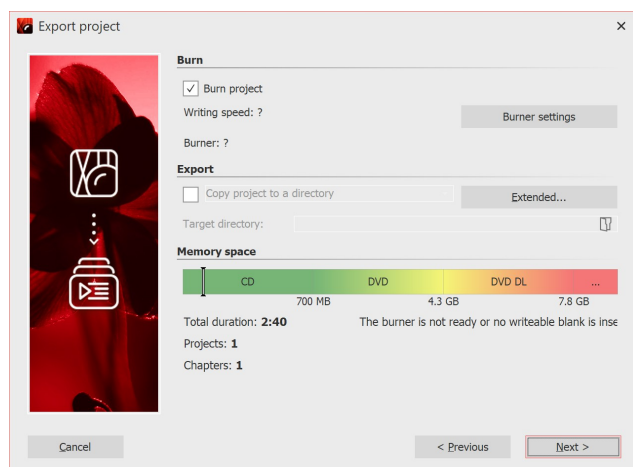 Export project
Burn
Burn project
Writing speed: ?
Burner settings
Burner: ?
Export
Copy project to a directory
Extended...
Target directory:
Memory space
CD DVD DVD DL ...
700 MB 4.3 GB 7.8 GB
Total duration: 2:40 The burner is not ready or no writeable blank is inse
Projects: 1
Chapters: 1
Cancel < Previous Next >